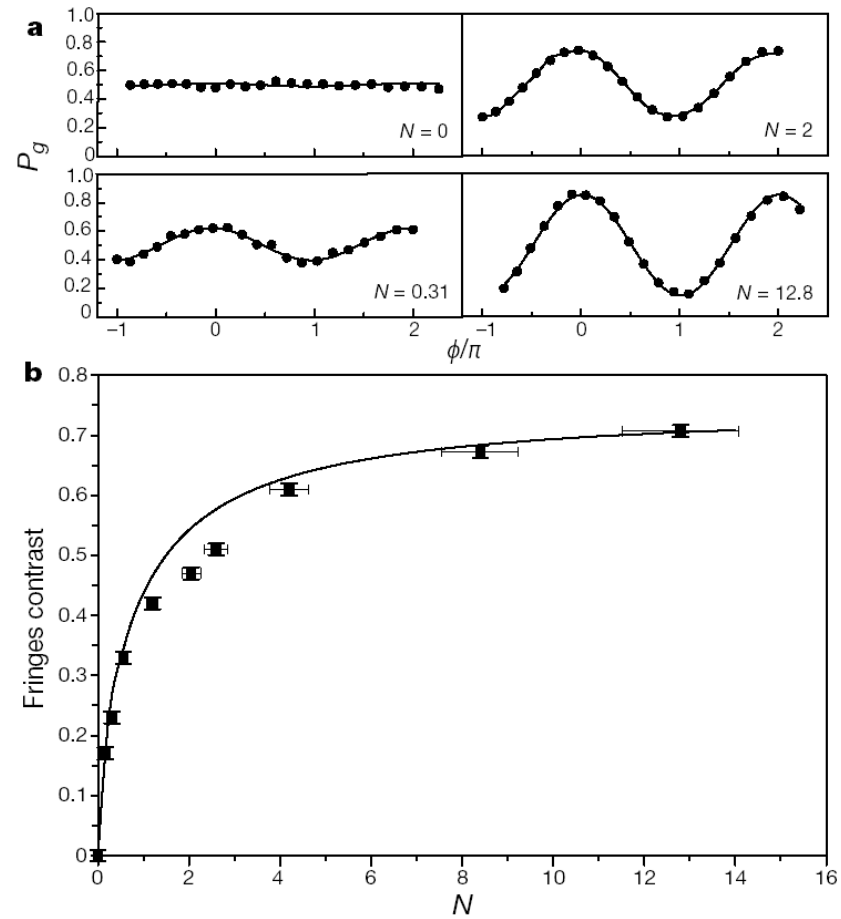 a
1.0
0.8
0.6
0.4
0.2
0
N = 0
N = 2
P_g
1.0
0.8
0.6
0.4
0.2
0
N = 0.31
N = 12.8
−1 0 1 2 −1 0 1 2
ϕ/π
b
0.8
0.7
0.6
0.5
0.4
0.3
0.2
0.1
0
Fringes contrast
0 2 4 6 8 10 12 14 16
N